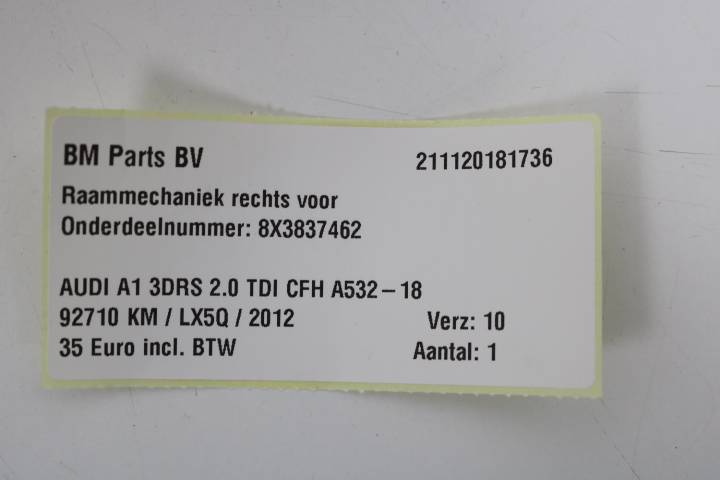 BM Parts BV 211120181736
Raammechaniek rechts voor
Onderdeelnummer: 8X3837462
AUDI A1 3DRS 2.0 TDI CFH A532-18
92710 KM / LX5Q / 2012 Verz: 10
35 Euro incl. BTW Aantal: 1